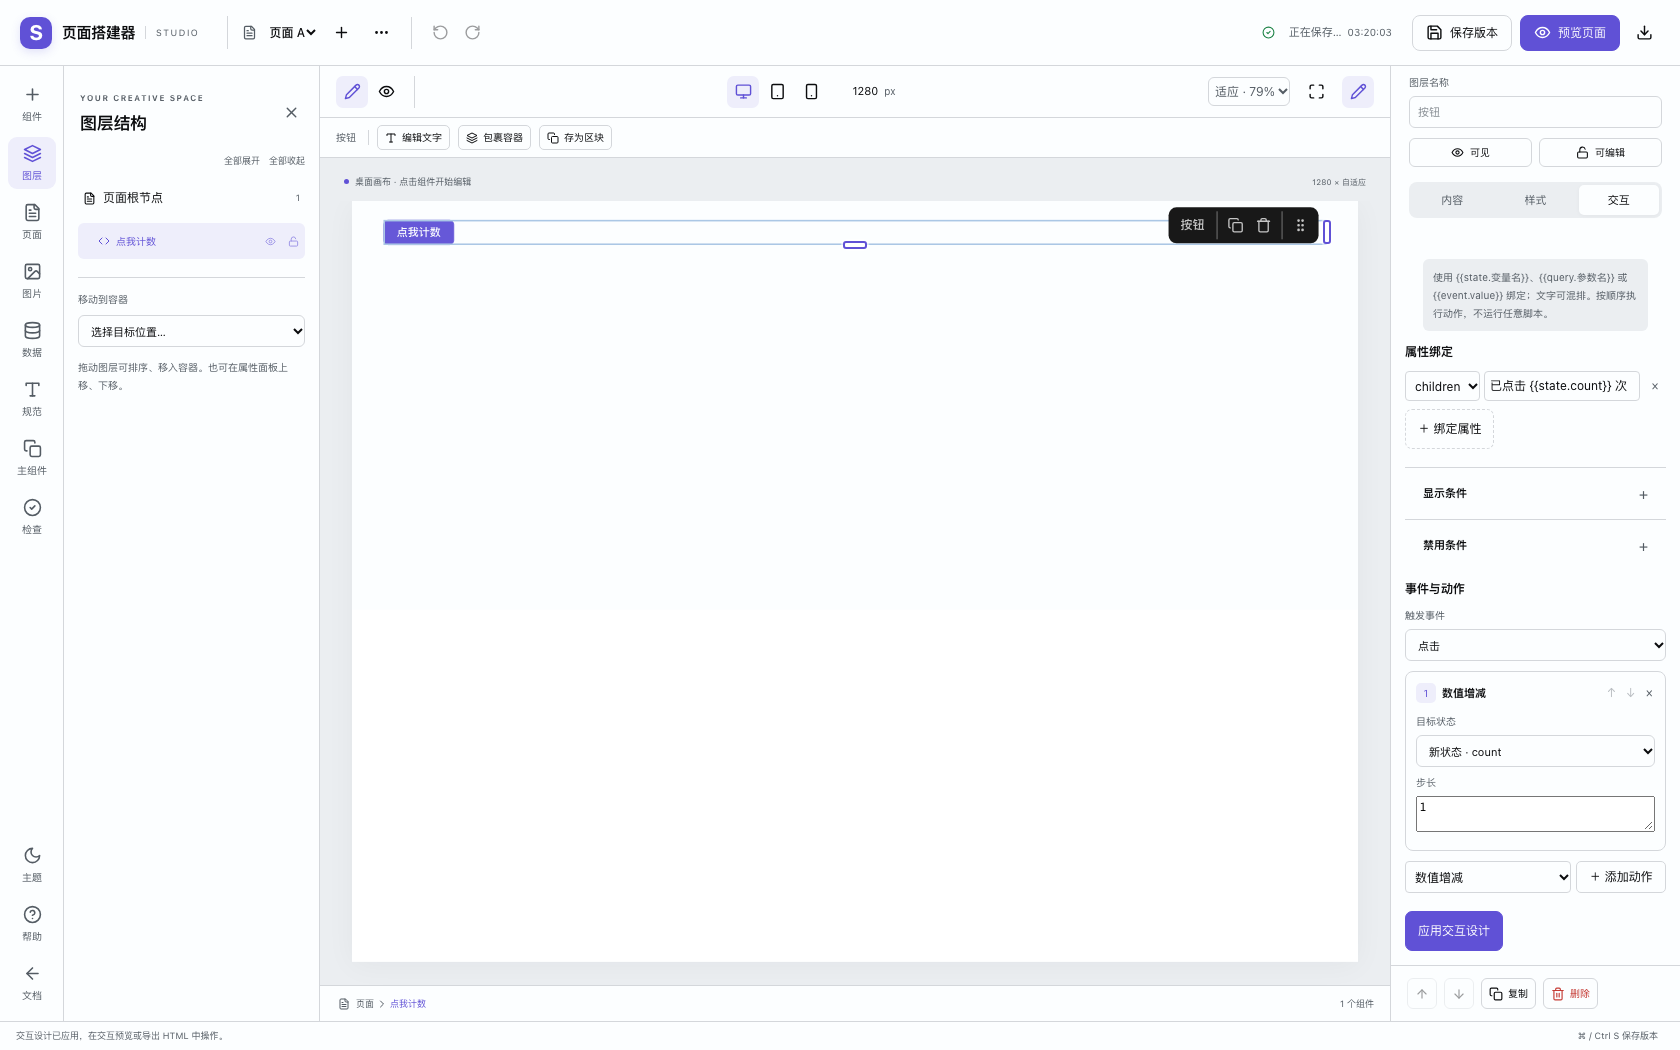 S 页面搭建器 STUDIO 页面 A 正在保存... 03:20:03 保存版本 预览页面
组件
图层
页面
图片
数据
规范
主组件
检查
主题
帮助
文档
YOUR CREATIVE SPACE
图层结构
全部展开 全部收起
页面根节点 1
点我计数
移动到容器
选择目标位置...
拖动图层可排序、移入容器。也可在属性面板上
移、下移。
1280 px 适应 · 79%
按钮 编辑文字 包裹容器 存为区块
桌面画布 · 点击组件开始编辑 1280 × 自适应
点我计数 按钮
页面 点我计数 1 个组件
图层名称
按钮
可见 可编辑
内容 样式 交互
使用 {{state.变量名}}、{{query.参数名}} 或
{{event.value}} 绑定；文字可混排。按顺序执
行动作，不运行任意脚本。
属性绑定
children 已点击 {{state.count}} 次 ×
+ 绑定属性
显示条件 +
禁用条件 +
事件与动作
触发事件
点击
1 数值增减 ↑ ↓ ×
目标状态
新状态 · count
步长
1
数值增减 + 添加动作
应用交互设计
↑ ↓ 复制 删除
交互设计已应用，在交互预览或导出 HTML 中操作。 ⌘ / Ctrl S 保存版本